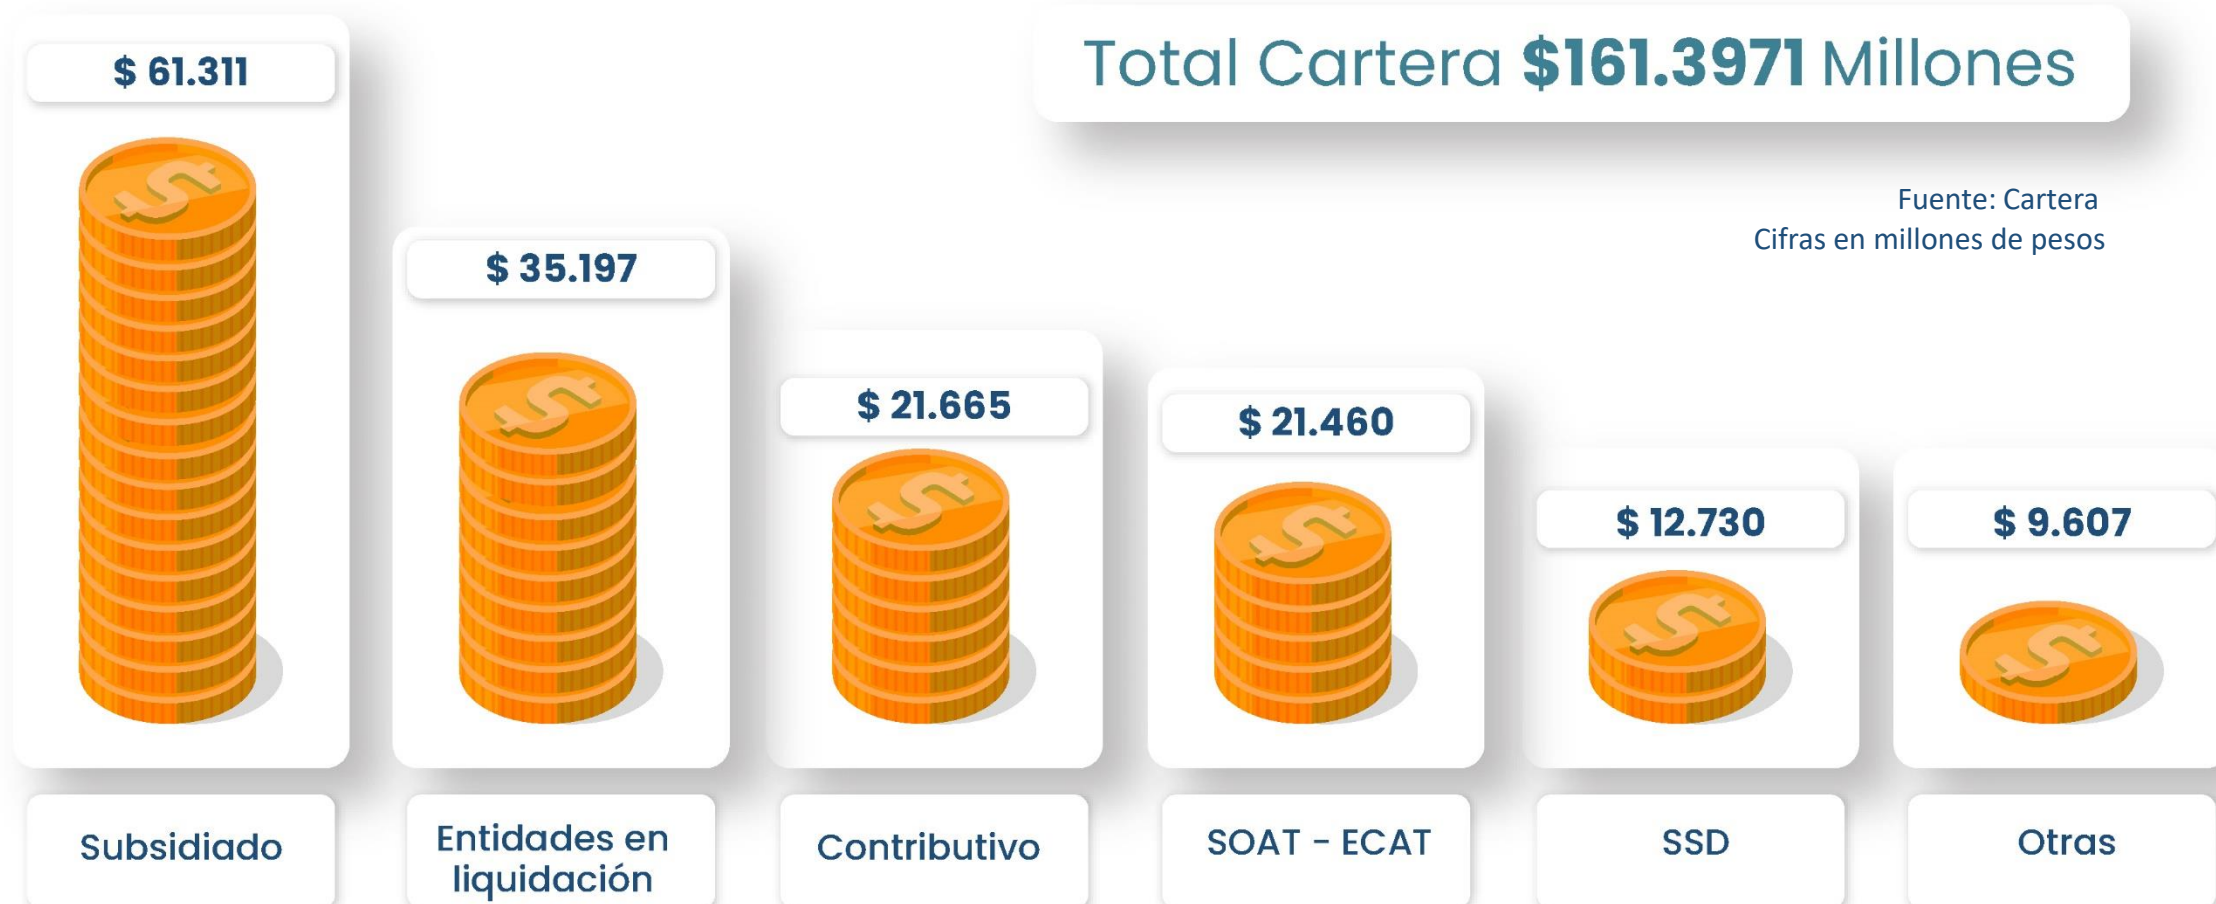 Total Cartera $161.3971 Millones
Fuente: Cartera
Cifras en millones de pesos
$ 61.311
$ 35.197
$ 21.665
$ 21.460
$ 12.730
$ 9.607
Subsidiado
Entidades en
liquidación
Contributivo
SOAT - ECAT
SSD
Otras